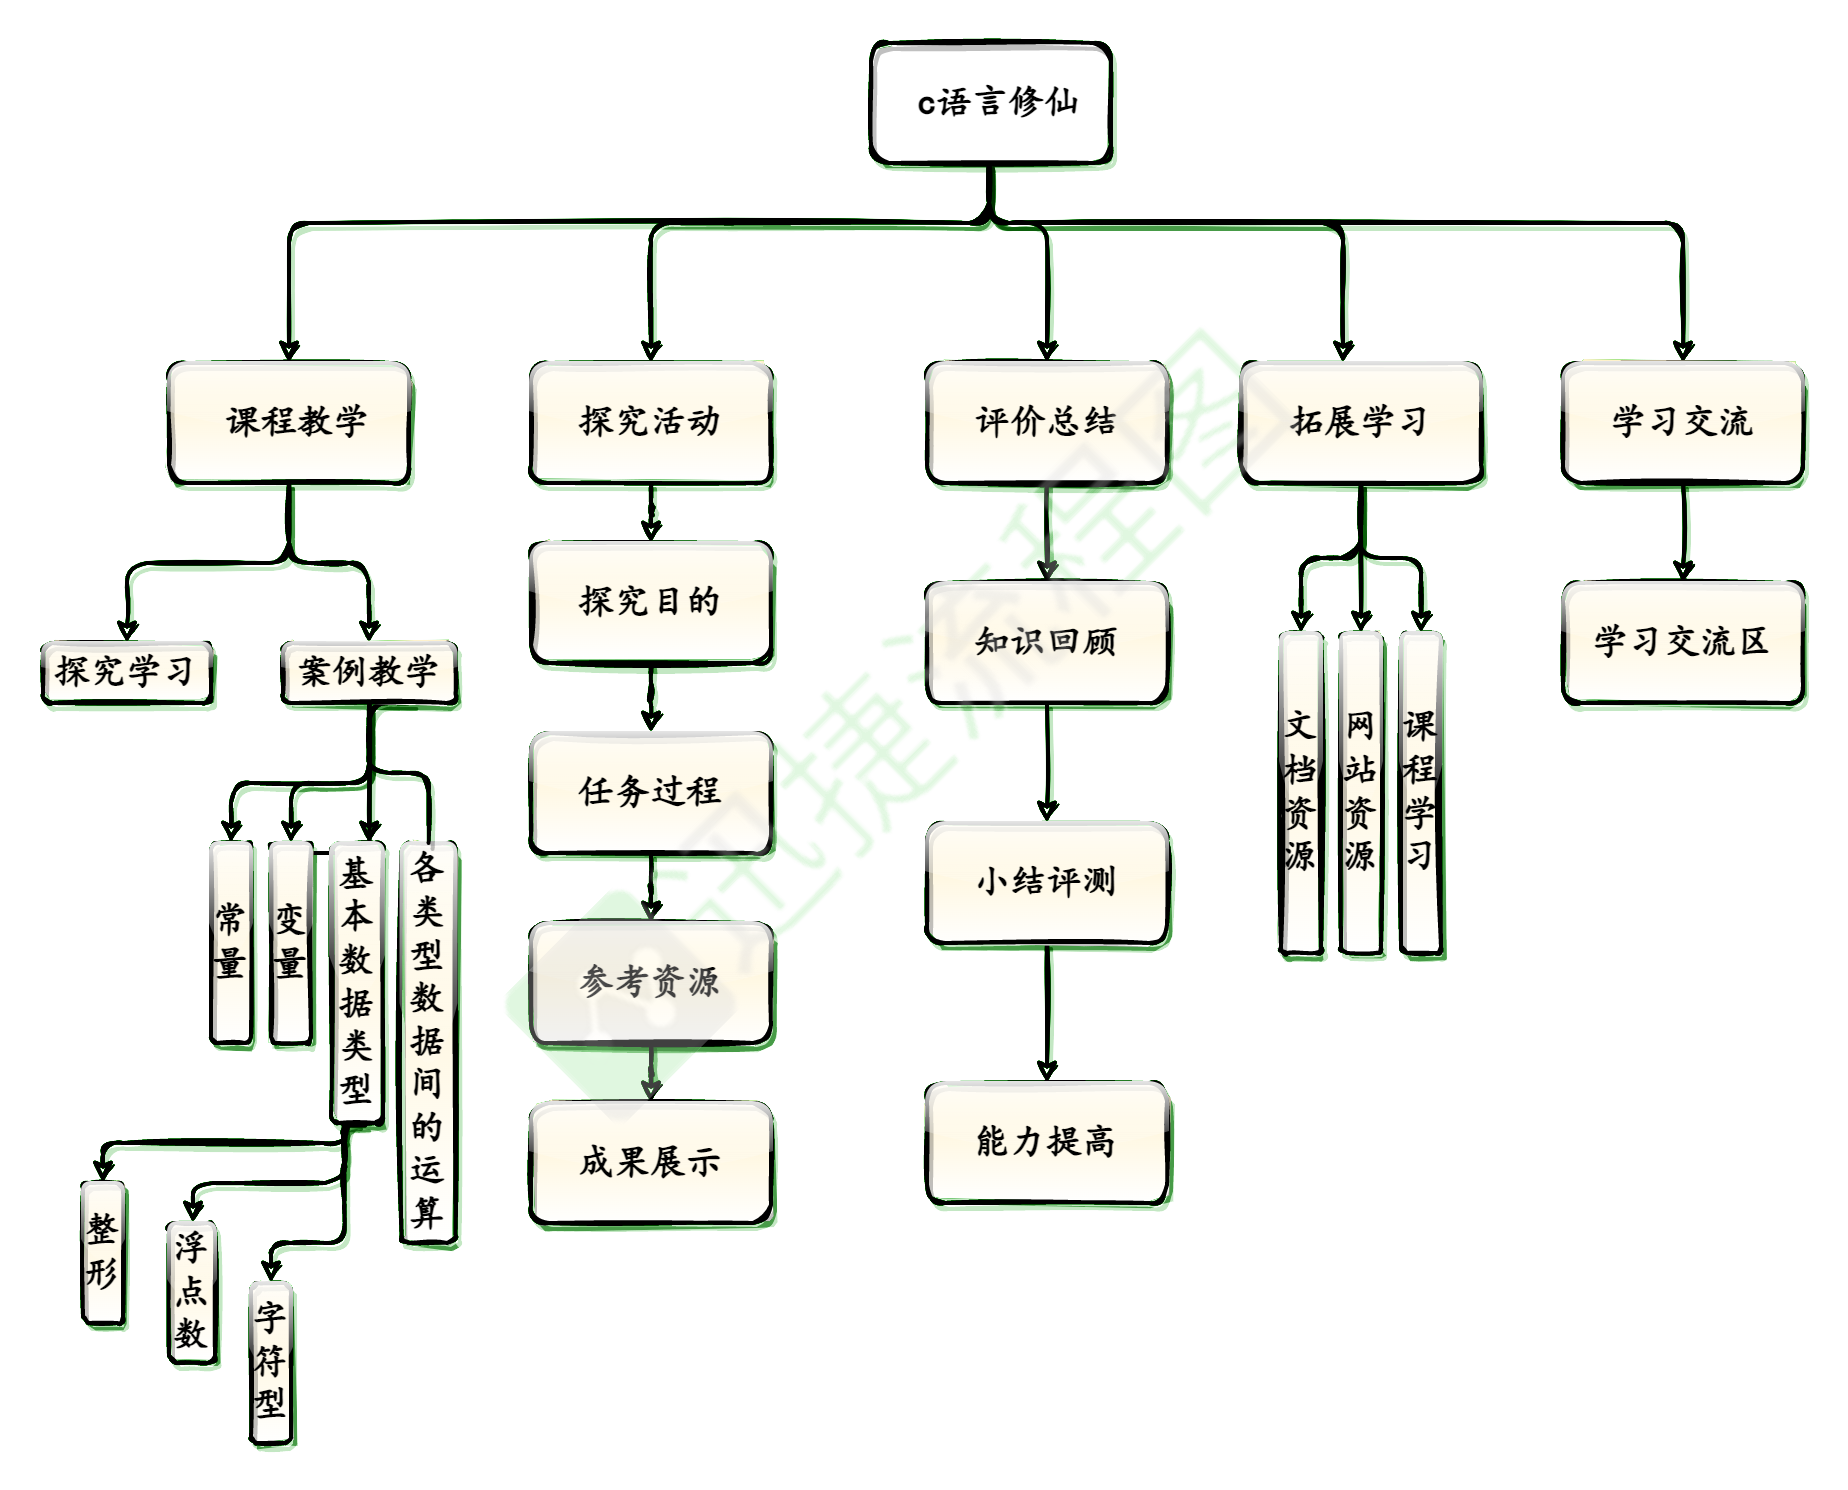 c语言修仙
课程教学
探究活动
评价总结
拓展学习
学习交流
探究学习
案例教学
探究目的
知识回顾
学习交流区
文档资源
网站资源
课程学习
任务过程
常量
变量
基本数据类型
各类型数据间的运算
小结评测
参考资源
能力提高
成果展示
整形
浮点数
字符型
迅捷流程图